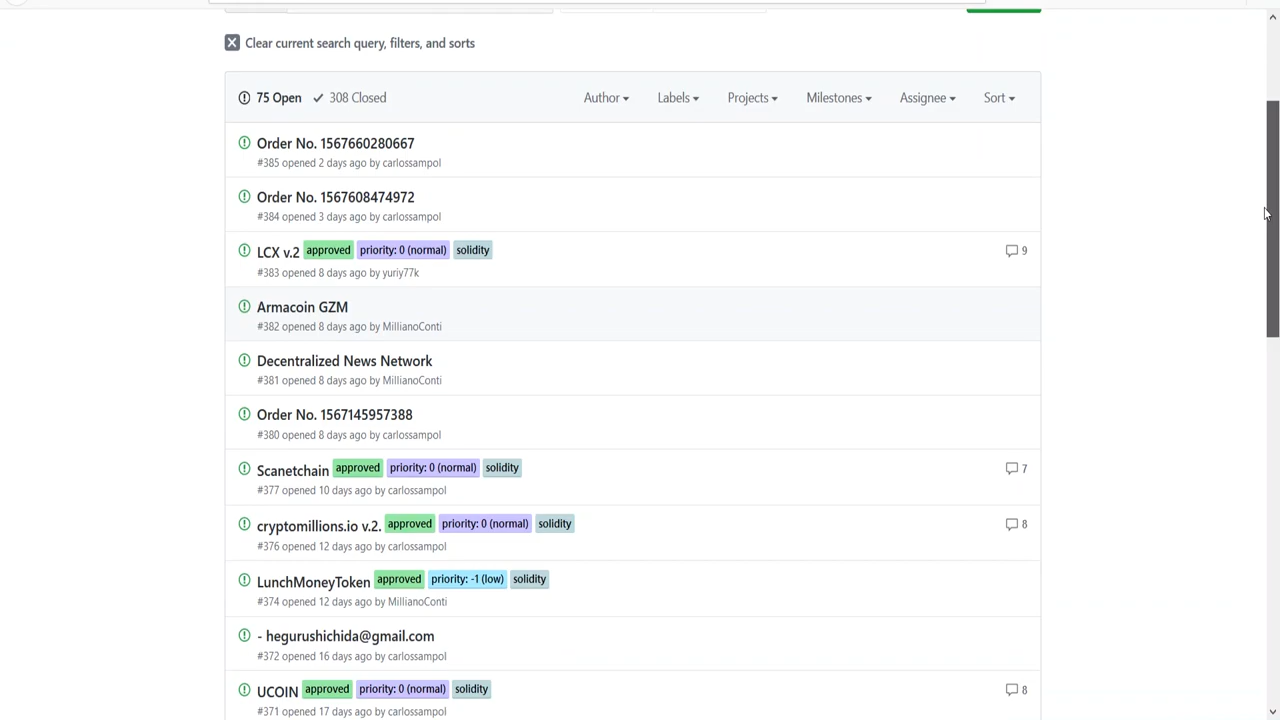 Clear current search query, filters, and sorts
75 Open 308 Closed Author Labels Projects Milestones Assignee Sort
Order No. 1567660280667
#385 opened 2 days ago by carlossampol
Order No. 1567608474972
#384 opened 3 days ago by carlossampol
LCX v.2 approved priority: 0 (normal) solidity 9
#383 opened 8 days ago by yuriy77k
Armacoin GZM
#382 opened 8 days ago by MillianoConti
Decentralized News Network
#381 opened 8 days ago by MillianoConti
Order No. 1567145957388
#380 opened 8 days ago by carlossampol
Scanetchain approved priority: 0 (normal) solidity 7
#377 opened 10 days ago by carlossampol
cryptomillions.io v.2. approved priority: 0 (normal) solidity 8
#376 opened 12 days ago by carlossampol
LunchMoneyToken approved priority: -1 (low) solidity
#374 opened 12 days ago by MillianoConti
- hegurushichida@gmail.com
#372 opened 16 days ago by carlossampol
UCOIN approved priority: 0 (normal) solidity 8
#371 opened 17 days ago by carlossampol